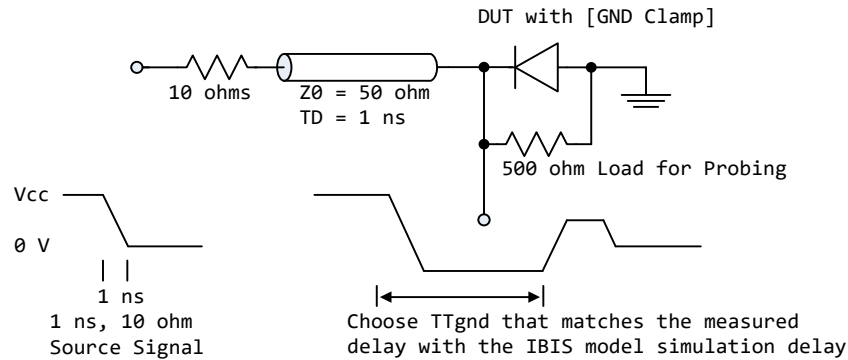 DUT with [GND Clamp]
10 ohms
Z0 = 50 ohm
TD = 1 ns
500 ohm Load for Probing
Vcc
0 V
1 ns
1 ns, 10 ohm
Source Signal
Choose TTgnd that matches the measured
delay with the IBIS model simulation delay